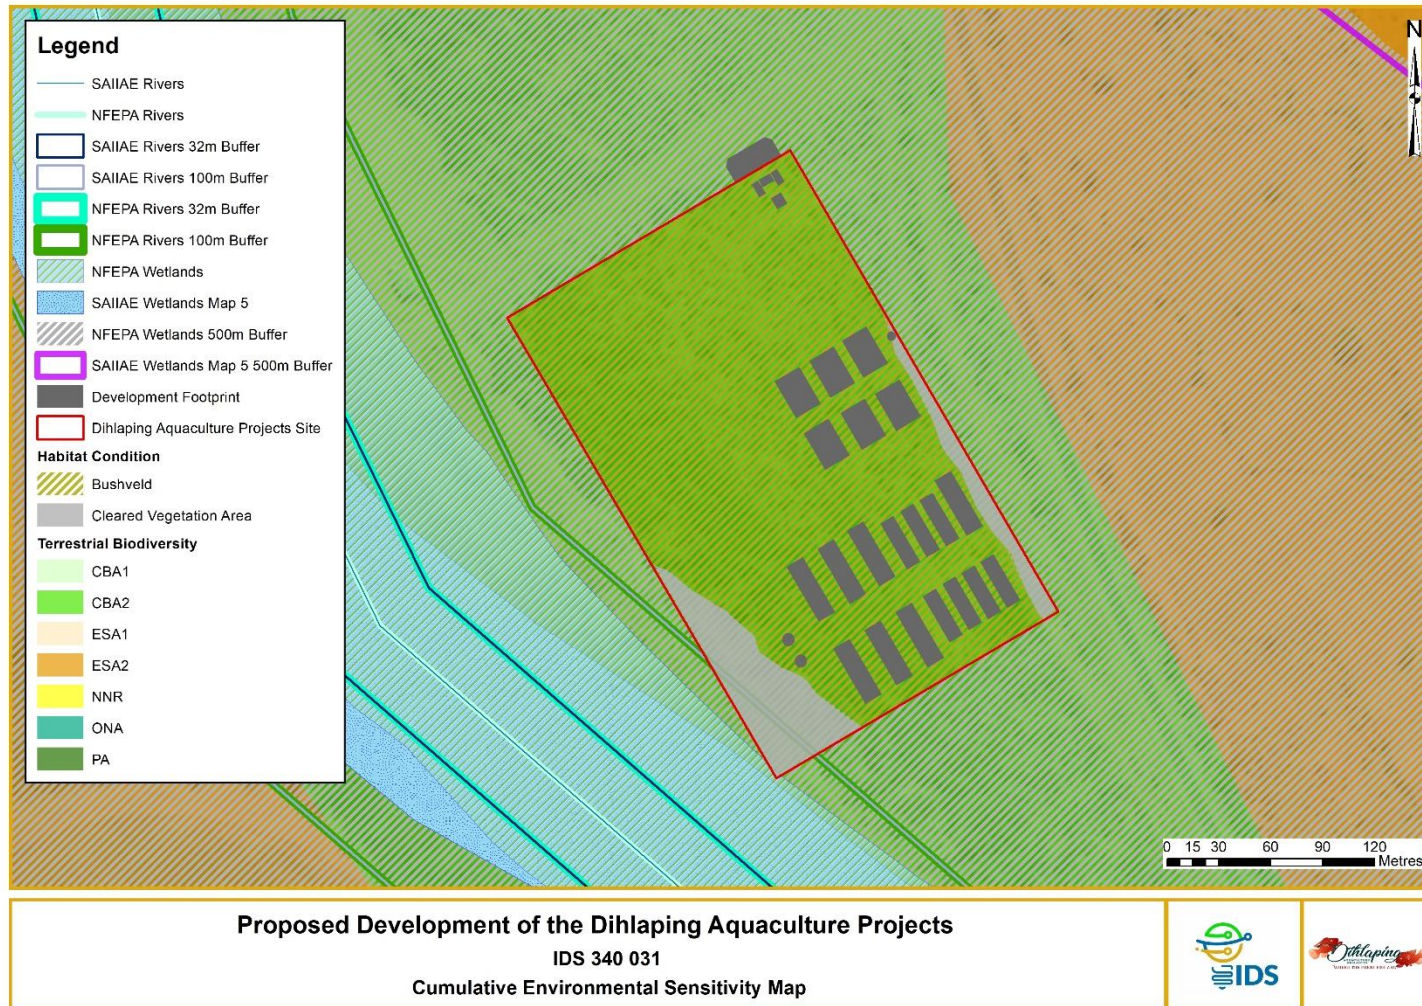 Legend
SAIIAE Rivers
NFEPA Rivers
SAIIAE Rivers 32m Buffer
SAIIAE Rivers 100m Buffer
NFEPA Rivers 32m Buffer
NFEPA Rivers 100m Buffer
NFEPA Wetlands
SAIIAE Wetlands Map 5
NFEPA Wetlands 500m Buffer
SAIIAE Wetlands Map 5 500m Buffer
Development Footprint
Dihlaping Aquaculture Projects Site
Habitat Condition
Bushveld
Cleared Vegetation Area
Terrestrial Biodiversity
CBA1
CBA2
ESA1
ESA2
NNR
ONA
PA
N
0 15 30 60 90 120
Metres
Proposed Development of the Dihlaping Aquaculture Projects
IDS 340 031
Cumulative Environmental Sensitivity Map
IDS
Dihlaping